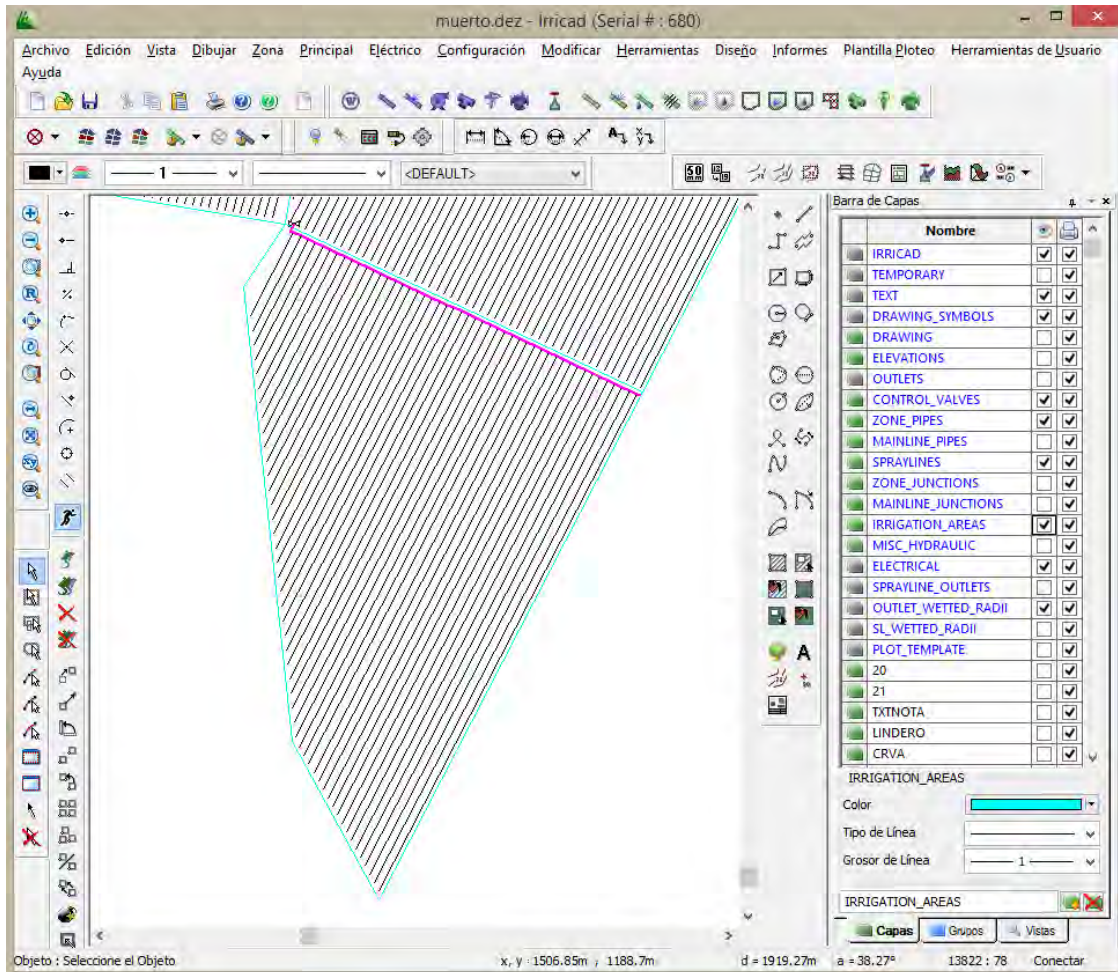 muerto.dez - Irricad (Serial # : 680)
Archivo Edición Vista Dibujar Zona Principal Eléctrico Configuración Modificar Herramientas Diseño Informes Plantilla Ploteo Herramientas de Usuario
Ayuda
1 <DEFAULT>
Barra de Capas
Nombre
IRRICAD
TEMPORARY
TEXT
DRAWING_SYMBOLS
DRAWING
ELEVATIONS
OUTLETS
CONTROL_VALVES
ZONE_PIPES
MAINLINE_PIPES
SPRAYLINES
ZONE_JUNCTIONS
MAINLINE_JUNCTIONS
IRRIGATION_AREAS
MISC_HYDRAULIC
ELECTRICAL
SPRAYLINE_OUTLETS
OUTLET_WETTED_RADII
SL_WETTED_RADII
PLOT_TEMPLATE
20
21
TXTNOTA
LINDERO
CRVA
IRRIGATION_AREAS
Color
Tipo de Línea
Grosor de Línea 1
IRRIGATION_AREAS
Capas Grupos Vistas
Objeto : Seleccione el Objeto x, y : 1506.85m , 1188.7m d = 1919.27m a = 38.27° 13822 : 78 Conectar